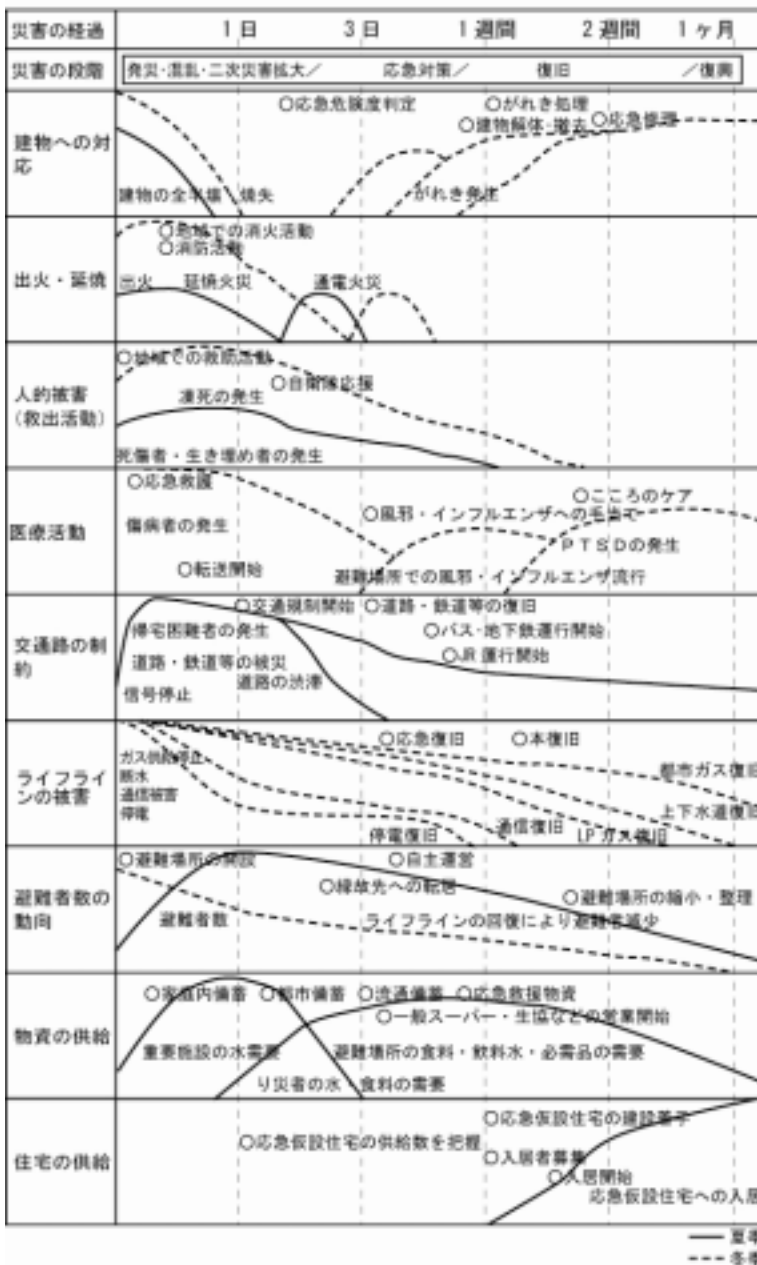 災害の経過
1日
3日
1週間
2週間
1ヶ月
災害の段階
発災・混乱・二次災害拡大／
応急対策／
復旧
／復興
建物への対応
○応急危険度判定
○がれき処理
○建物解体・撤去
○応急修理
建物の全半壊・焼失
がれき発生
出火・延焼
○地域での消火活動
○消防活動
出火
延焼火災
通電火災
人的被害（救出活動）
○地域での救助活動
○自衛隊応援
凍死の発生
死傷者・生き埋め者の発生
医療活動
○応急救護
○こころのケア
○風邪・インフルエンザへの手当て
傷病者の発生
PTSDの発生
○転送開始
避難場所での風邪・インフルエンザ流行
交通路の制約
○交通規制開始
○道路・鉄道等の復旧
帰宅困難者の発生
○バス・地下鉄運行開始
道路・鉄道等の被災
○JR運行開始
道路の渋滞
信号停止
ライフラインの被害
○応急復旧
○本復旧
ガス供給停止
断水
通信被害
停電
都市ガス復旧
上下水道復旧
停電復旧
通信復旧
LPガス復旧
避難者数の動向
○避難場所の開設
○自主運営
○縁故先への転居
○避難場所の縮小・整理
避難者数
ライフラインの回復により避難者減少
物資の供給
○家庭内備蓄
○都市備蓄
○流通備蓄
○応急救援物資
○一般スーパー・生協などの営業開始
重要施設の水需要
避難場所の食料・飲料水・必需品の需要
り災者の水・食料の需要
住宅の供給
○応急仮設住宅の建設着手
○応急仮設住宅の供給数を把握
○入居者募集
○入居開始
応急仮設住宅への入居
夏季
冬季